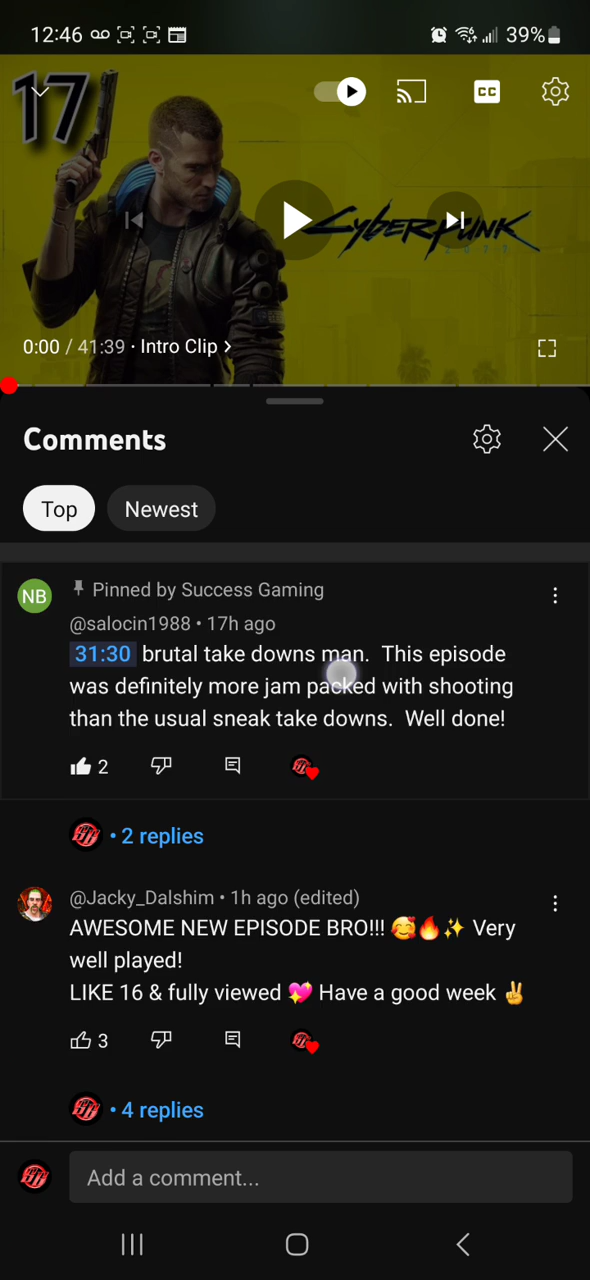 12:46
39%
17
CC
CYBERPUNK
2077
0:00 / 41:39 · Intro Clip
Comments
Top
Newest
NB
Pinned by Success Gaming
@salocin1988 • 17h ago
31:30 brutal take downs man. This episode
was definitely more jam packed with shooting
than the usual sneak take downs. Well done!
2
• 2 replies
@Jacky_Dalshim • 1h ago (edited)
AWESOME NEW EPISODE BRO!!! 🥰🔥✨ Very
well played!
LIKE 16 & fully viewed 💖 Have a good week ✌️
3
• 4 replies
Add a comment...